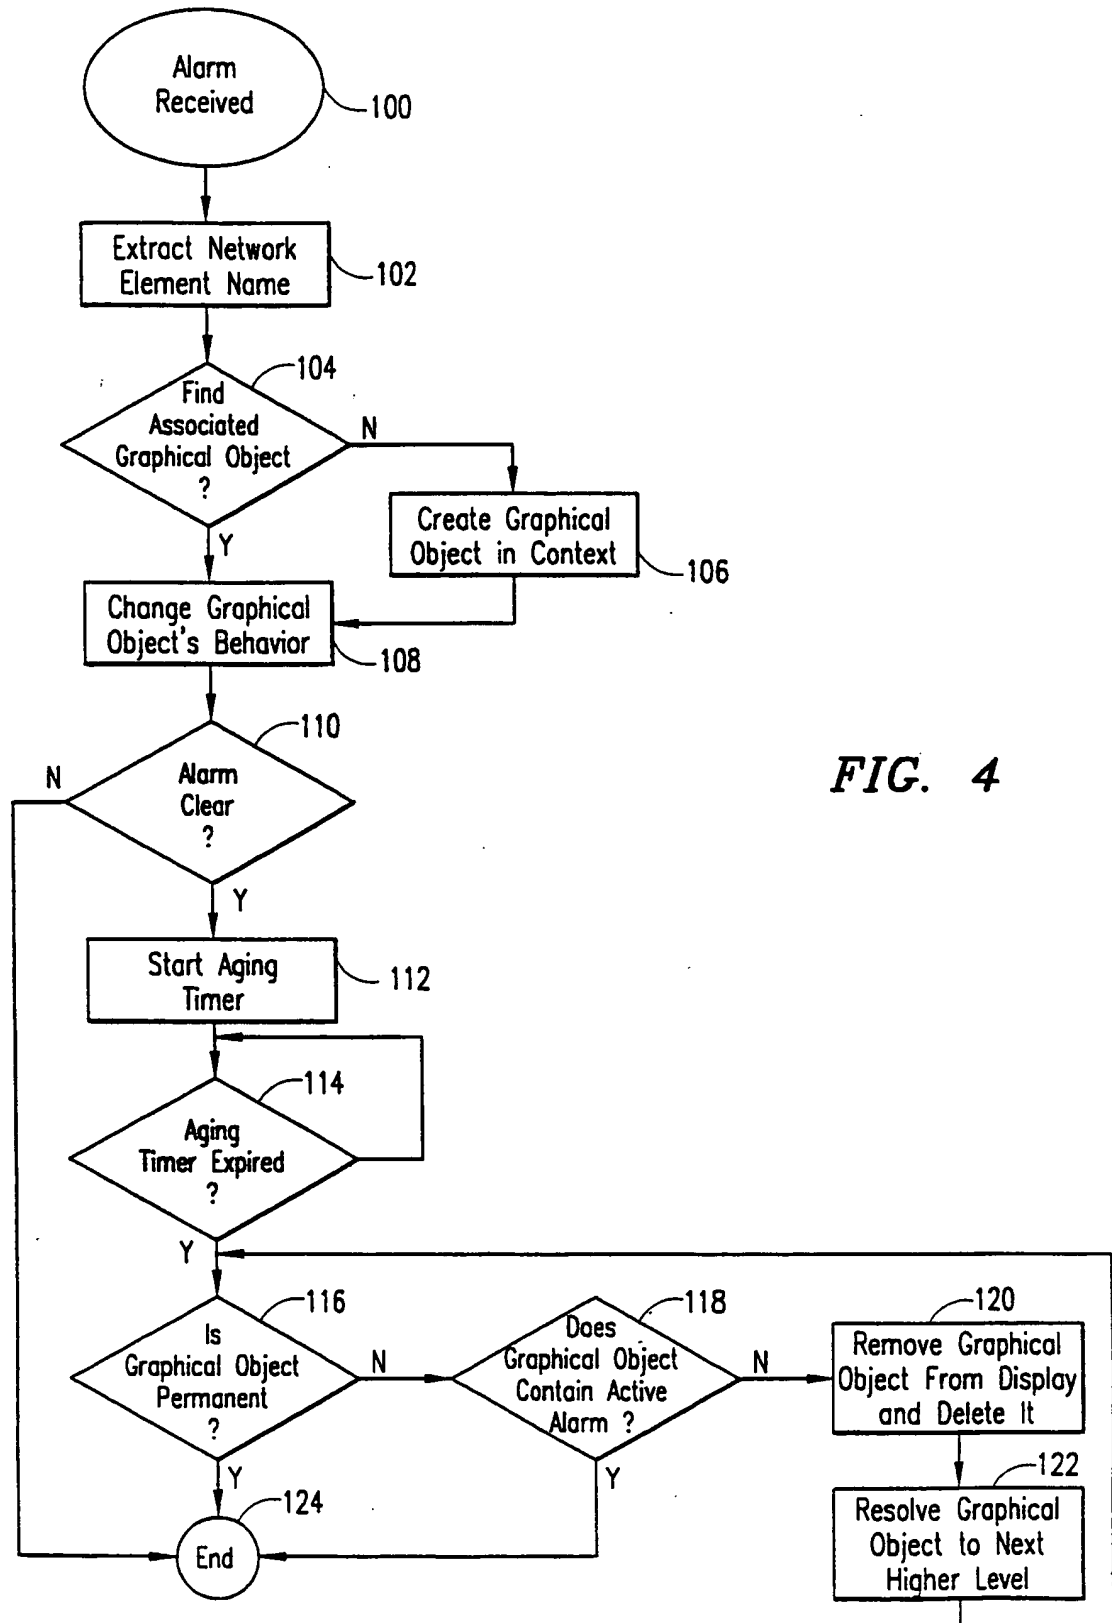 Alarm
Received
100
Extract Network
Element Name
102
104
Find
Associated
Graphical Object
?
N
Y
Create Graphical
Object in Context
106
Change Graphical
Object's Behavior
108
110
Alarm
Clear
?
N
Y
FIG. 4
Start Aging
Timer
112
114
Aging
Timer Expired
?
Y
116
Is
Graphical Object
Permanent
?
N
Y
118
Does
Graphical Object
Contain Active
Alarm ?
N
Y
120
Remove Graphical
Object From Display
and Delete It
122
Resolve Graphical
Object to Next
Higher Level
124
End